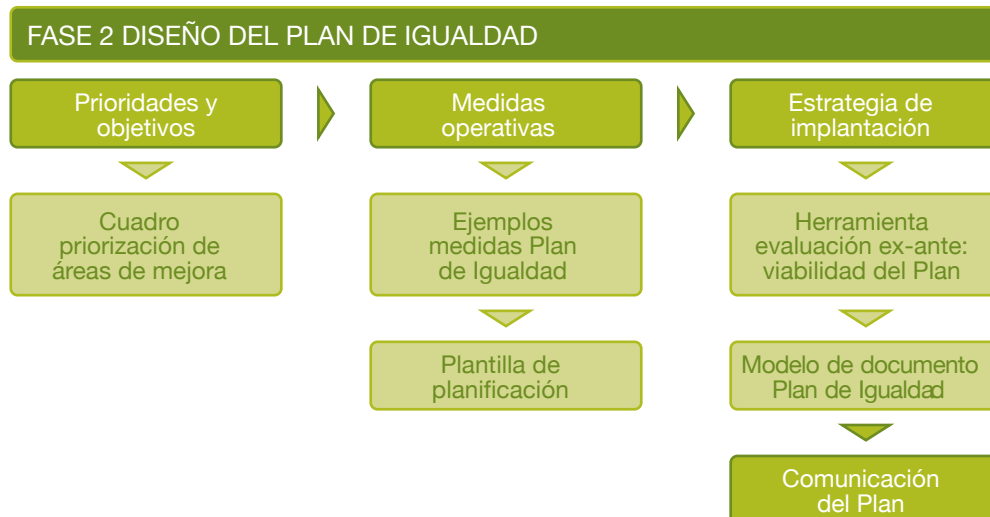 FASE 2 DISEÑO DEL PLAN DE IGUALDAD
Prioridades y
objetivos
Medidas
operativas
Estrategia de
implantación
Cuadro
priorización de
áreas de mejora
Ejemplos
medidas Plan
de Igualdad
Herramienta
evaluación ex-ante:
viabilidad del Plan
Plantilla de
planificación
Modelo de documento
Plan de Igualdad
Comunicación
del Plan